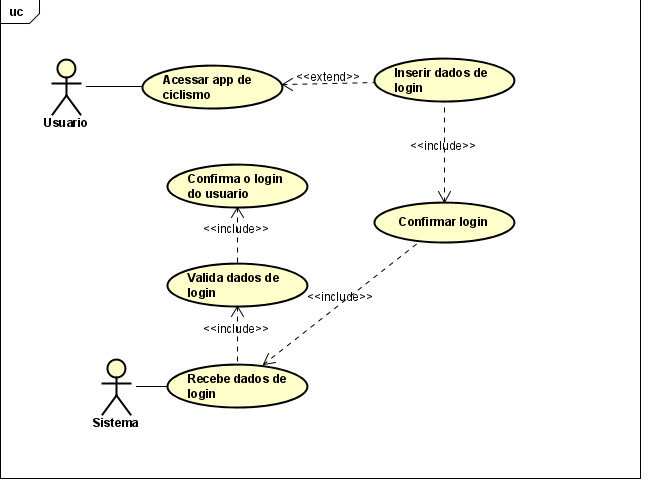 uc
Acessar app de
ciclismo
<<extend>>
Inserir dados de
login
Usuario
<<include>>
Confirma o login
do usuario
Confirmar login
<<include>>
Valida dados de
login
<<include>>
<<include>>
Recebe dados de
login
Sistema